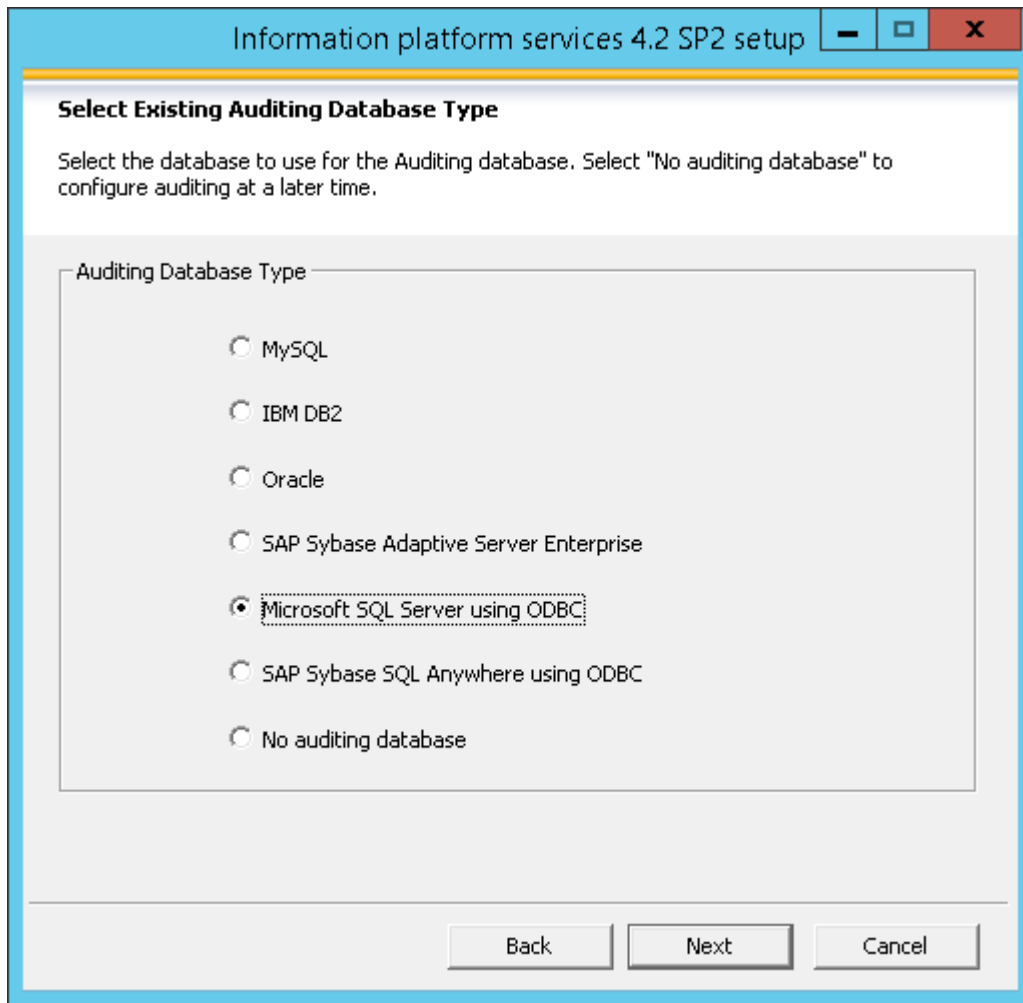 Information platform services 4.2 SP2 setup
Select Existing Auditing Database Type
Select the database to use for the Auditing database. Select "No auditing database" to
configure auditing at a later time.
Auditing Database Type
MySQL
IBM DB2
Oracle
SAP Sybase Adaptive Server Enterprise
Microsoft SQL Server using ODBC
SAP Sybase SQL Anywhere using ODBC
No auditing database
Back Next Cancel